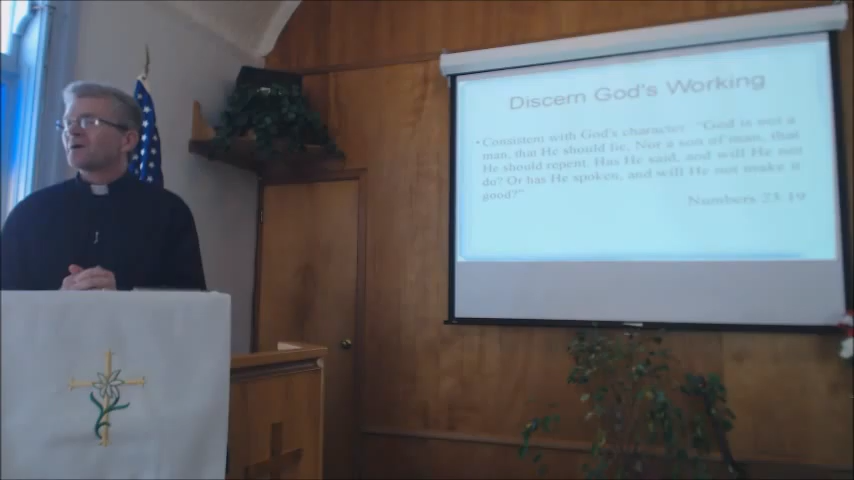 Discern God's Working
• Consistent with God's character. "God is not a
man, that He should lie, Nor a son of man, that
He should repent. Has He said, and will He not
do? Or has He spoken, and will He not make it
good?"
Numbers 23:19